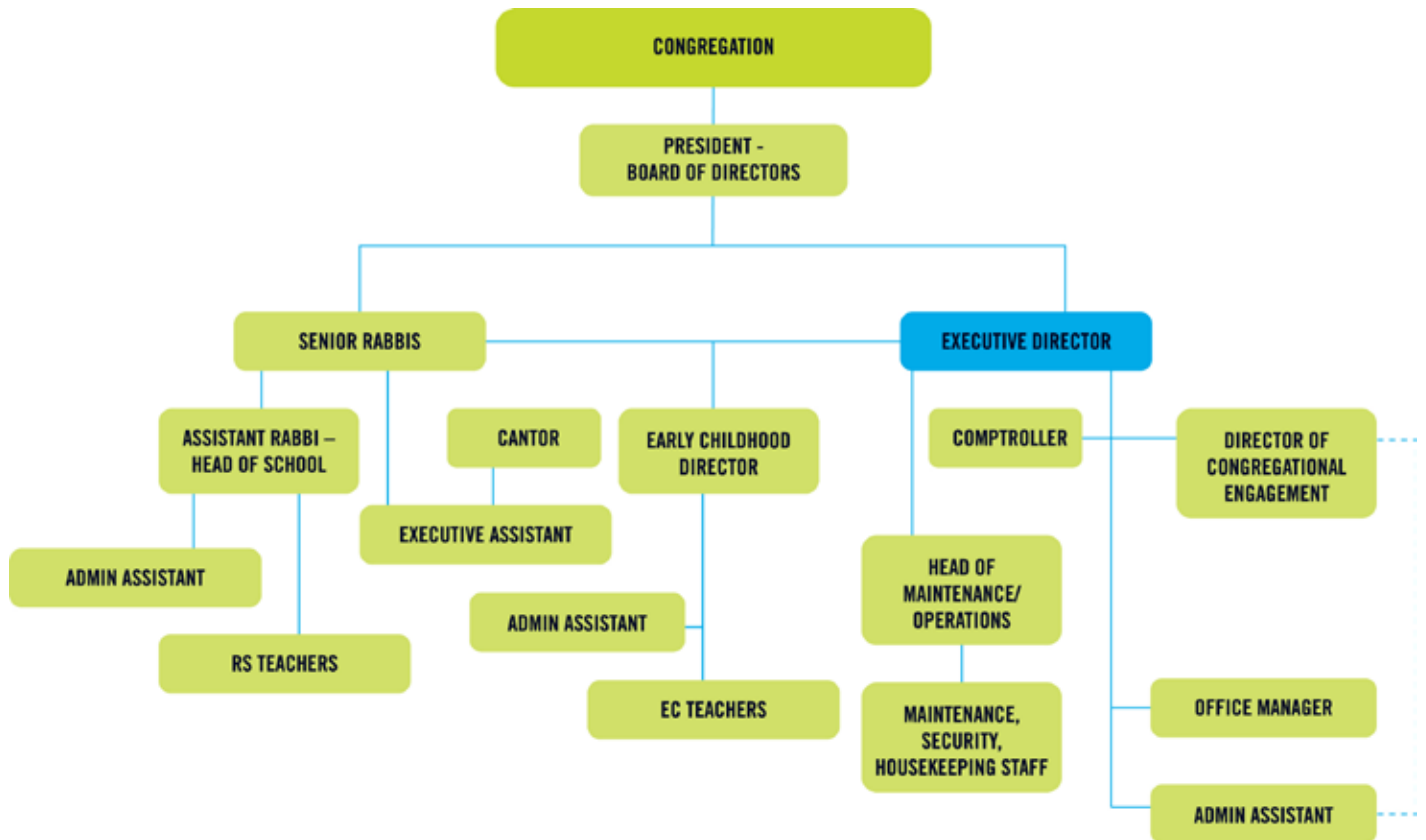 CONGREGATION
PRESIDENT -
BOARD OF DIRECTORS
SENIOR RABBIS
EXECUTIVE DIRECTOR
ASSISTANT RABBI –
HEAD OF SCHOOL
CANTOR
EARLY CHILDHOOD
DIRECTOR
COMPTROLLER
DIRECTOR OF
CONGREGATIONAL
ENGAGEMENT
EXECUTIVE ASSISTANT
ADMIN ASSISTANT
HEAD OF
MAINTENANCE/
OPERATIONS
ADMIN ASSISTANT
RS TEACHERS
EC TEACHERS
MAINTENANCE,
SECURITY,
HOUSEKEEPING STAFF
OFFICE MANAGER
ADMIN ASSISTANT